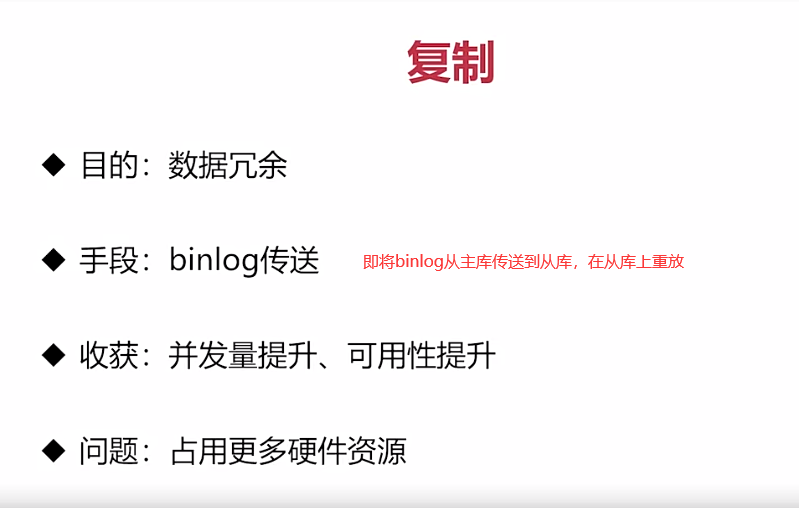 复制
◆ 目的：数据冗余
◆ 手段：binlog传送 即将binlog从主库传送到从库，在从库上重放
◆ 收获：并发量提升、可用性提升
◆ 问题：占用更多硬件资源